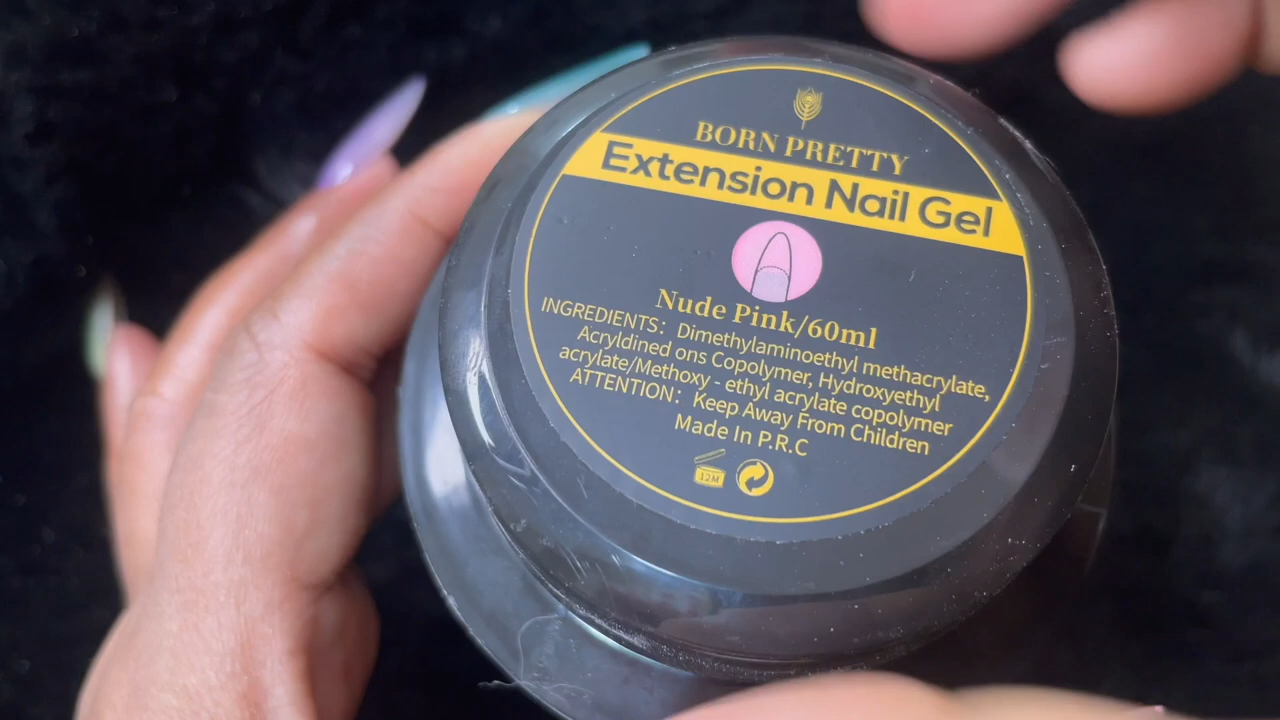 BORN PRETTY
Extension Nail Gel
Nude Pink/60ml
INGREDIENTS: Dimethylaminoethyl methacrylate,
Acryldined ons Copolymer, Hydroxyethyl
acrylate/Methoxy - ethyl acrylate copolymer
ATTENTION: Keep Away From Children
Made In P.R.C
12M